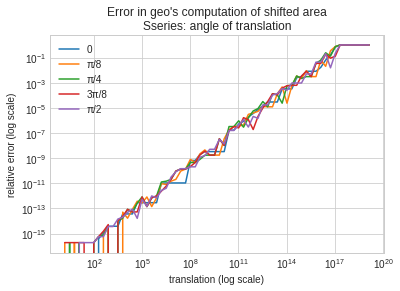 Error in geo's computation of shifted area
Sseries: angle of translation
relative error (log scale)
10⁻¹
10⁻³
10⁻⁵
10⁻⁷
10⁻⁹
10⁻¹¹
10⁻¹³
10⁻¹⁵
0
π/8
π/4
3π/8
π/2
10² 10⁵ 10⁸ 10¹¹ 10¹⁴ 10¹⁷ 10²⁰
translation (log scale)